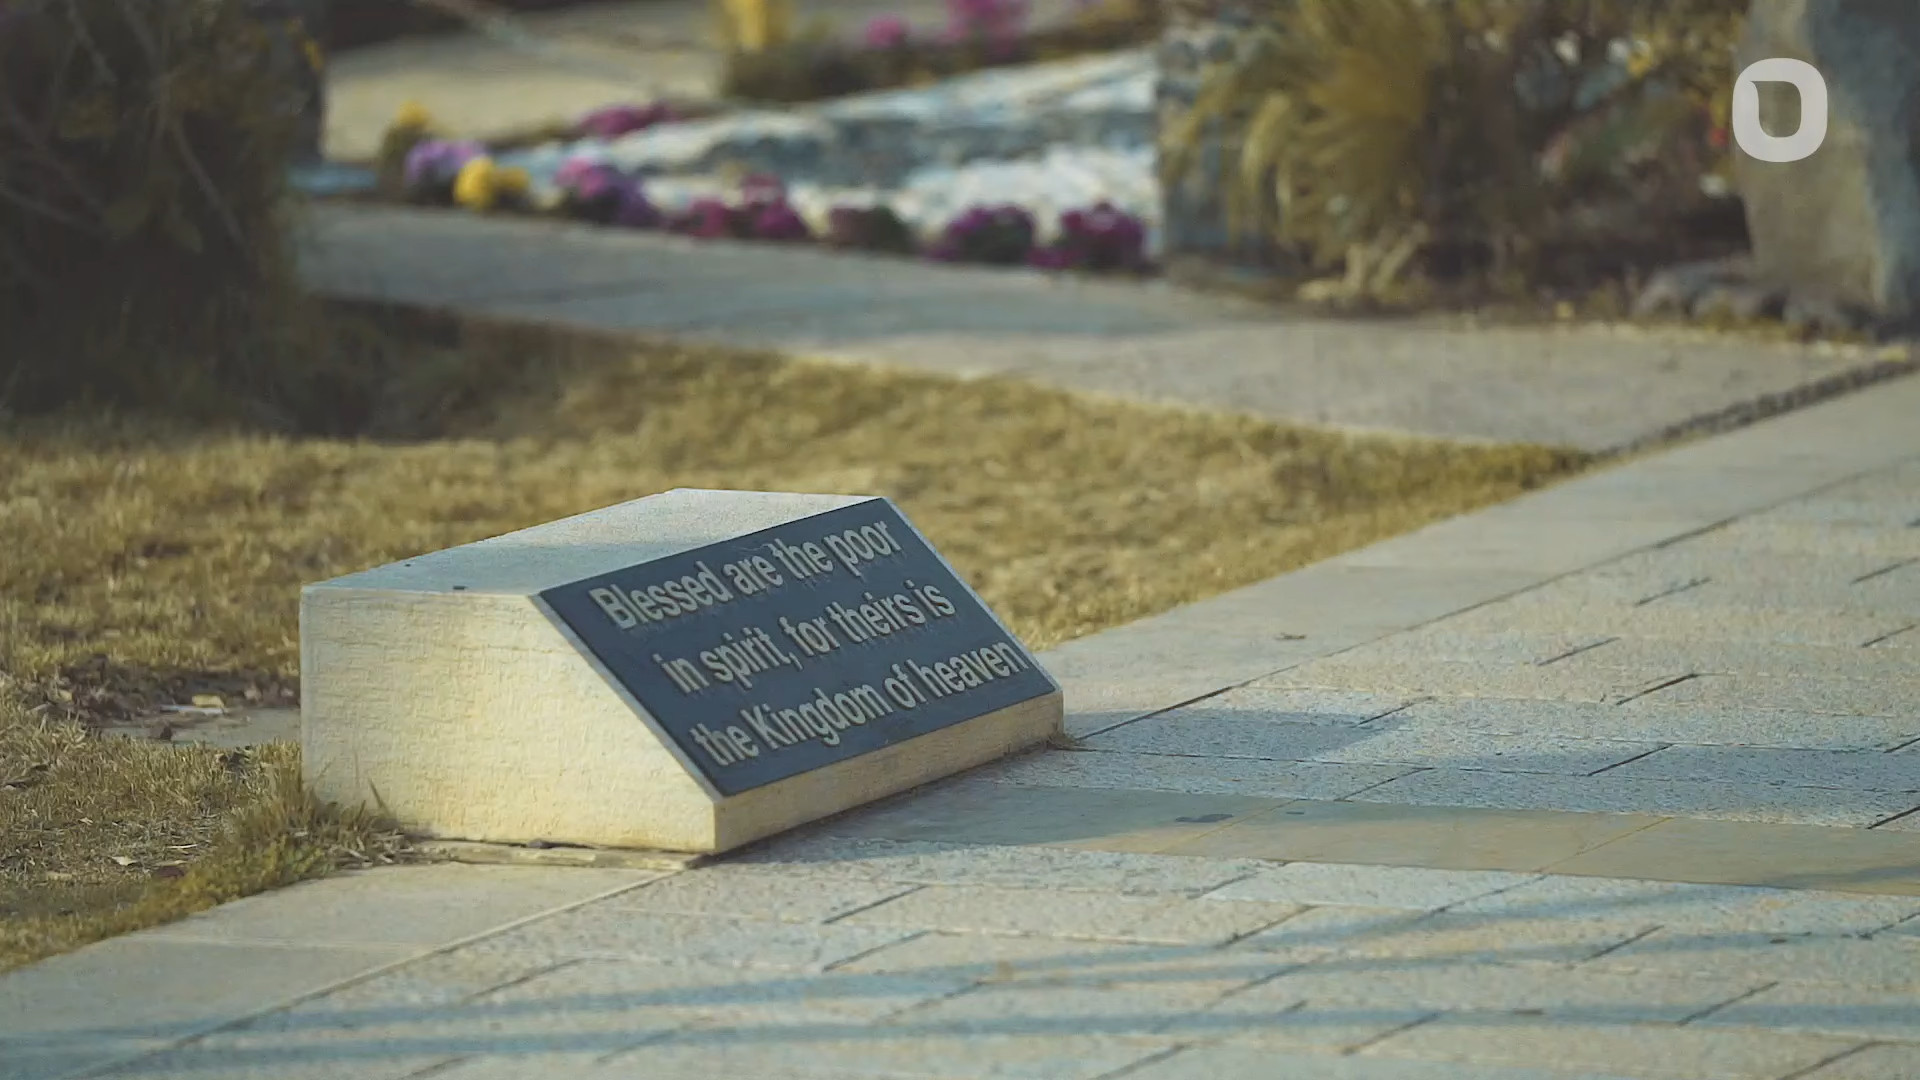 Blessed are the poor
in spirit, for theirs is
the Kingdom of heaven